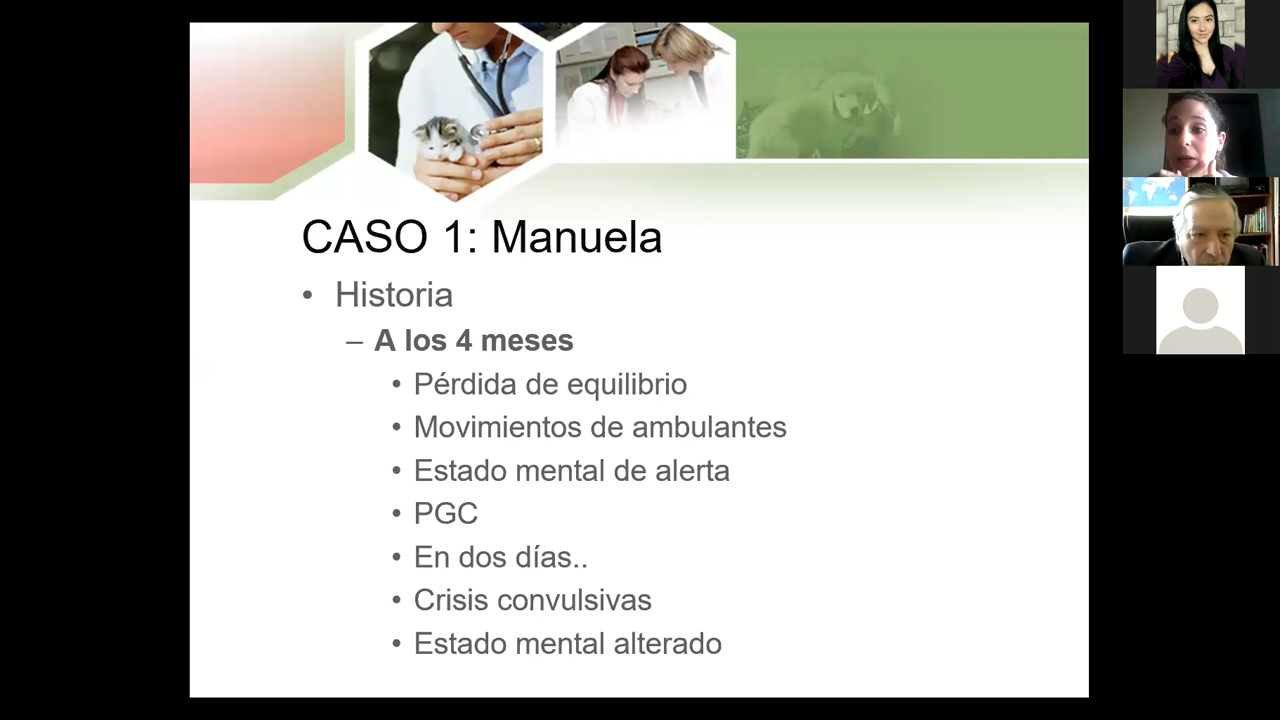 CASO 1: Manuela
• Historia
– A los 4 meses
• Pérdida de equilibrio
• Movimientos de ambulantes
• Estado mental de alerta
• PGC
• En dos días..
• Crisis convulsivas
• Estado mental alterado